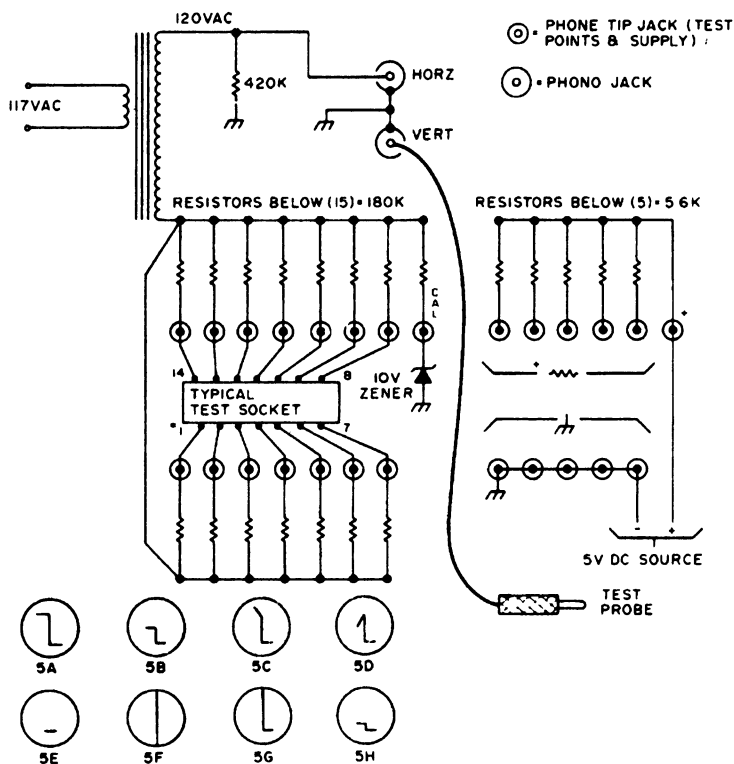 120VAC
= PHONE TIP JACK (TEST
POINTS & SUPPLY)
420K
HORZ
= PHONO JACK
117VAC
VERT
RESISTORS BELOW (15) = 180K
RESISTORS BELOW (5) = 56K
CAL
+
14
8
10V
ZENER
+
TYPICAL
TEST SOCKET
*1
7
- +
5V DC SOURCE
TEST
PROBE
5A
5B
5C
5D
5E
5F
5G
5H